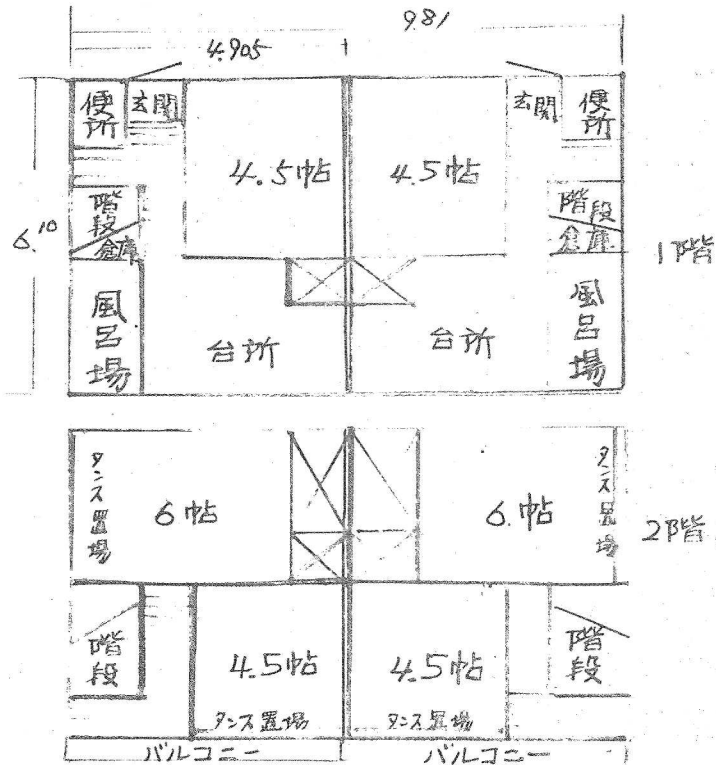 9.81
4.905
便所
玄関
4.5帖
4.5帖
玄関
便所
6.10
階段
倉庫
階段
倉庫
1階
風呂場
台所
台所
風呂場
タンス置場
6帖
6.帖
タンス置場
2階
階段
4.5帖
4.5帖
階段
タンス置場
タンス置場
バルコニー
バルコニー